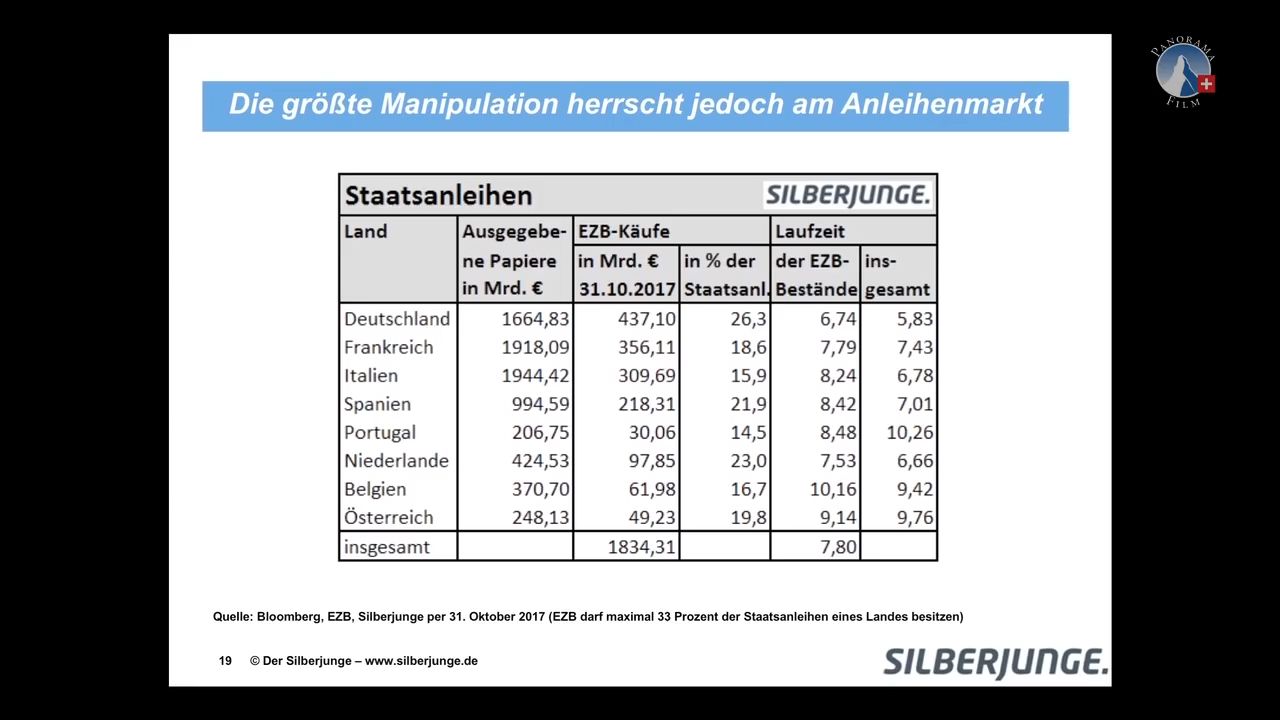 PANORAMA
FILM
Die größte Manipulation herrscht jedoch am Anleihenmarkt
Staatsanleihen SILBERJUNGE.
Land Ausgegebe- EZB-Käufe Laufzeit
ne Papiere in Mrd. € in % der der EZB- ins-
in Mrd. € 31.10.2017 Staatsanl. Bestände gesamt
Deutschland 1664,83 437,10 26,3 6,74 5,83
Frankreich 1918,09 356,11 18,6 7,79 7,43
Italien 1944,42 309,69 15,9 8,24 6,78
Spanien 994,59 218,31 21,9 8,42 7,01
Portugal 206,75 30,06 14,5 8,48 10,26
Niederlande 424,53 97,85 23,0 7,53 6,66
Belgien 370,70 61,98 16,7 10,16 9,42
Österreich 248,13 49,23 19,8 9,14 9,76
insgesamt 1834,31 7,80
Quelle: Bloomberg, EZB, Silberjunge per 31. Oktober 2017 (EZB darf maximal 33 Prozent der Staatsanleihen eines Landes besitzen)
19 © Der Silberjunge – www.silberjunge.de
SILBERJUNGE.